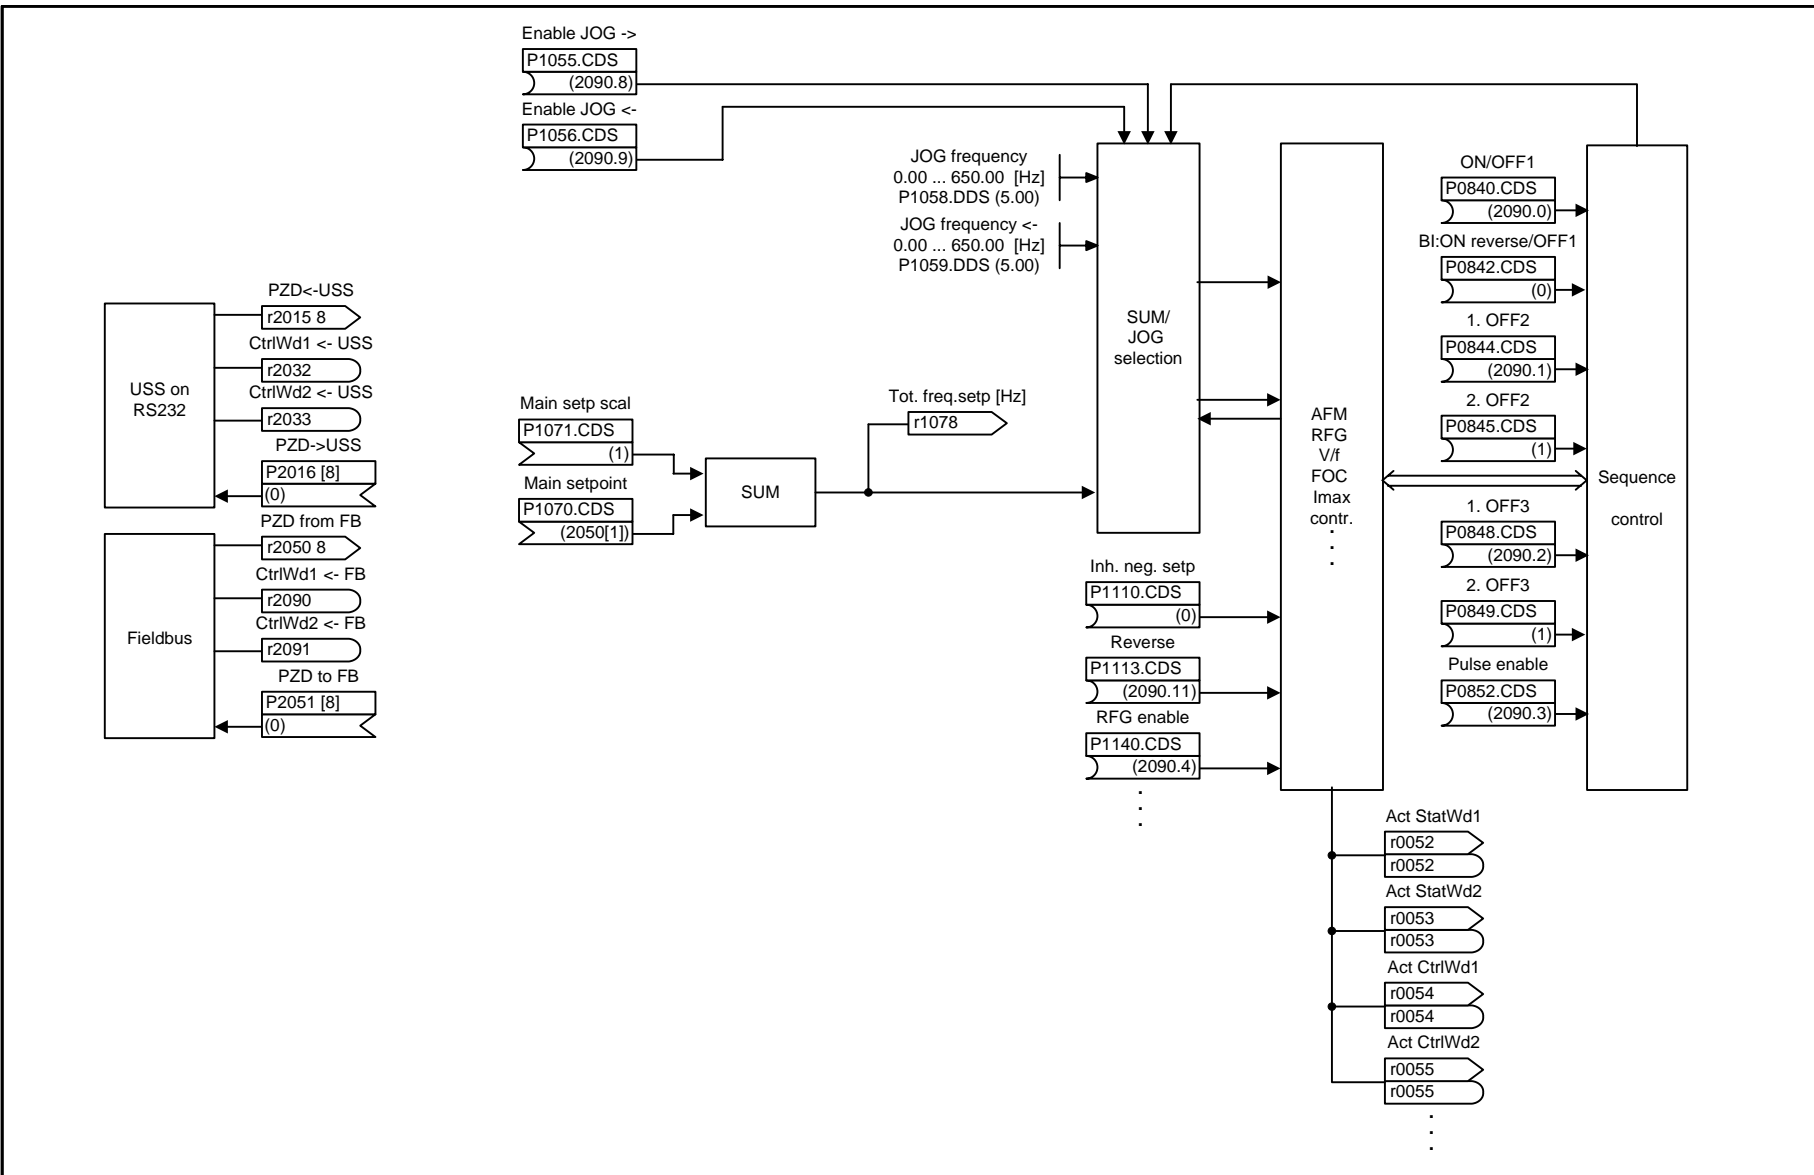 Enable JOG ->
P1055.CDS
(2090.8)
Enable JOG <-
P1056.CDS
(2090.9)
JOG frequency
0.00 ... 650.00 [Hz]
P1058.DDS (5.00)
JOG frequency <-
0.00 ... 650.00 [Hz]
P1059.DDS (5.00)
USS on
RS232
PZD<-USS
r2015 8
CtrlWd1 <- USS
r2032
CtrlWd2 <- USS
r2033
PZD->USS
P2016 [8]
(0)
Fieldbus
PZD from FB
r2050 8
CtrlWd1 <- FB
r2090
CtrlWd2 <- FB
r2091
PZD to FB
P2051 [8]
(0)
Main setp scal
P1071.CDS
(1)
Main setpoint
P1070.CDS
(2050[1])
SUM
Tot. freq.setp [Hz]
r1078
SUM/
JOG
selection
Inh. neg. setp
P1110.CDS
(0)
Reverse
P1113.CDS
(2090.11)
RFG enable
P1140.CDS
(2090.4)
.
.
.
AFM
RFG
V/f
FOC
Imax
contr.
.
.
.
ON/OFF1
P0840.CDS
(2090.0)
BI:ON reverse/OFF1
P0842.CDS
(0)
1. OFF2
P0844.CDS
(2090.1)
2. OFF2
P0845.CDS
(1)
1. OFF3
P0848.CDS
(2090.2)
2. OFF3
P0849.CDS
(1)
Pulse enable
P0852.CDS
(2090.3)
Sequence
control
Act StatWd1
r0052
r0052
Act StatWd2
r0053
r0053
Act CtrlWd1
r0054
r0054
Act CtrlWd2
r0055
r0055
.
.
.